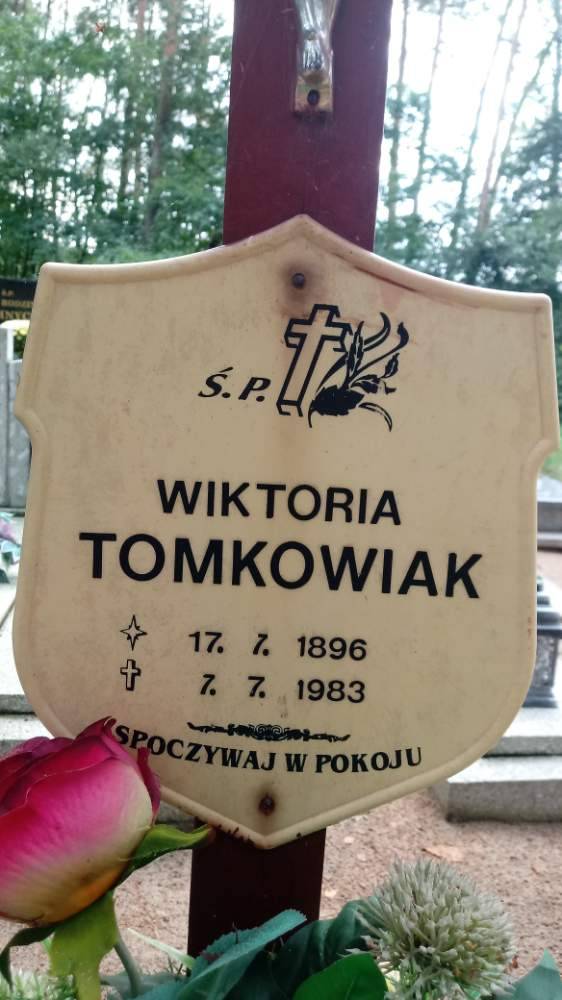 Ś.P.
WIKTORIA
TOMKOWIAK
17. 7. 1896
7. 7. 1983
SPOCZYWAJ W POKOJU
Ś.P.